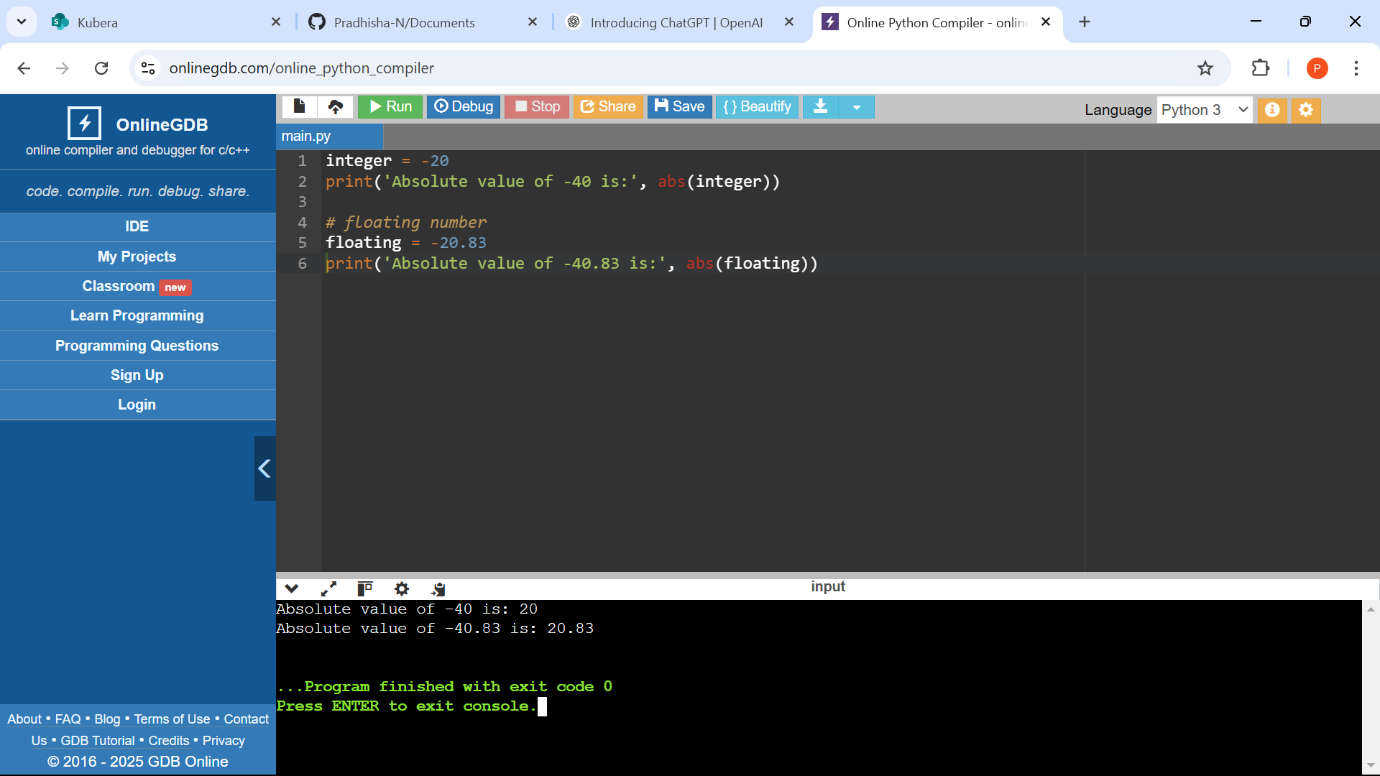 Kubera
Pradhisha-N/Documents
Introducing ChatGPT | OpenAI
Online Python Compiler - onlin
onlinegdb.com/online_python_compiler
P
OnlineGDB
online compiler and debugger for c/c++
code. compile. run. debug. share.
IDE
My Projects
Classroom new
Learn Programming
Programming Questions
Sign Up
Login
About • FAQ • Blog • Terms of Use • Contact
Us • GDB Tutorial • Credits • Privacy
© 2016 - 2025 GDB Online
Run Debug Stop Share Save { } Beautify
Language Python 3
main.py
1 integer = -20
2 print('Absolute value of -40 is:', abs(integer))
3
4 # floating number
5 floating = -20.83
6 print('Absolute value of -40.83 is:', abs(floating))
input
Absolute value of -40 is: 20
Absolute value of -40.83 is: 20.83
...Program finished with exit code 0
Press ENTER to exit console.